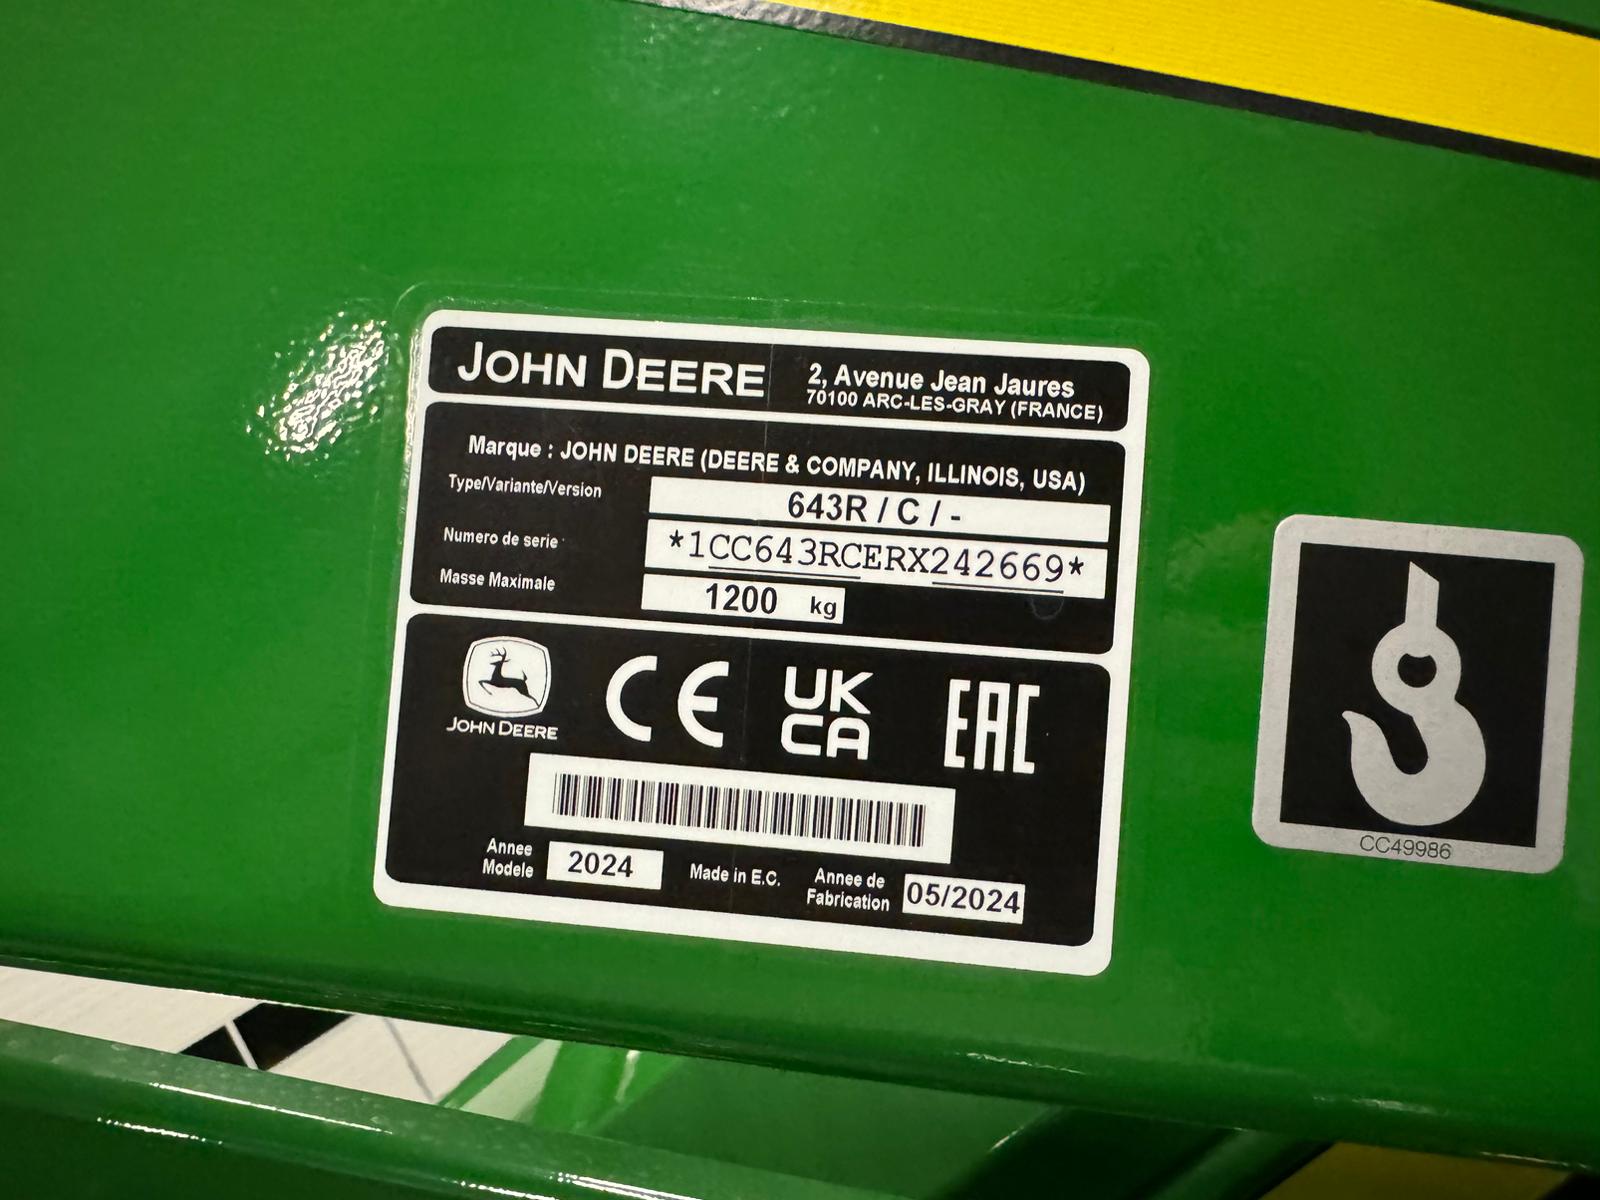 JOHN DEERE
2, Avenue Jean Jaures
70100 ARC-LES-GRAY (FRANCE)
Marque : JOHN DEERE (DEERE & COMPANY, ILLINOIS, USA)
Type/Variante/Version
643R / C / -
Numero de serie
*1CC643RCERX242669*
Masse Maximale
1200 kg
JOHN DEERE
CE
UK
CA
EAC
Annee
Modele
2024
Made in E.C.
Annee de
Fabrication
05/2024
CC49986